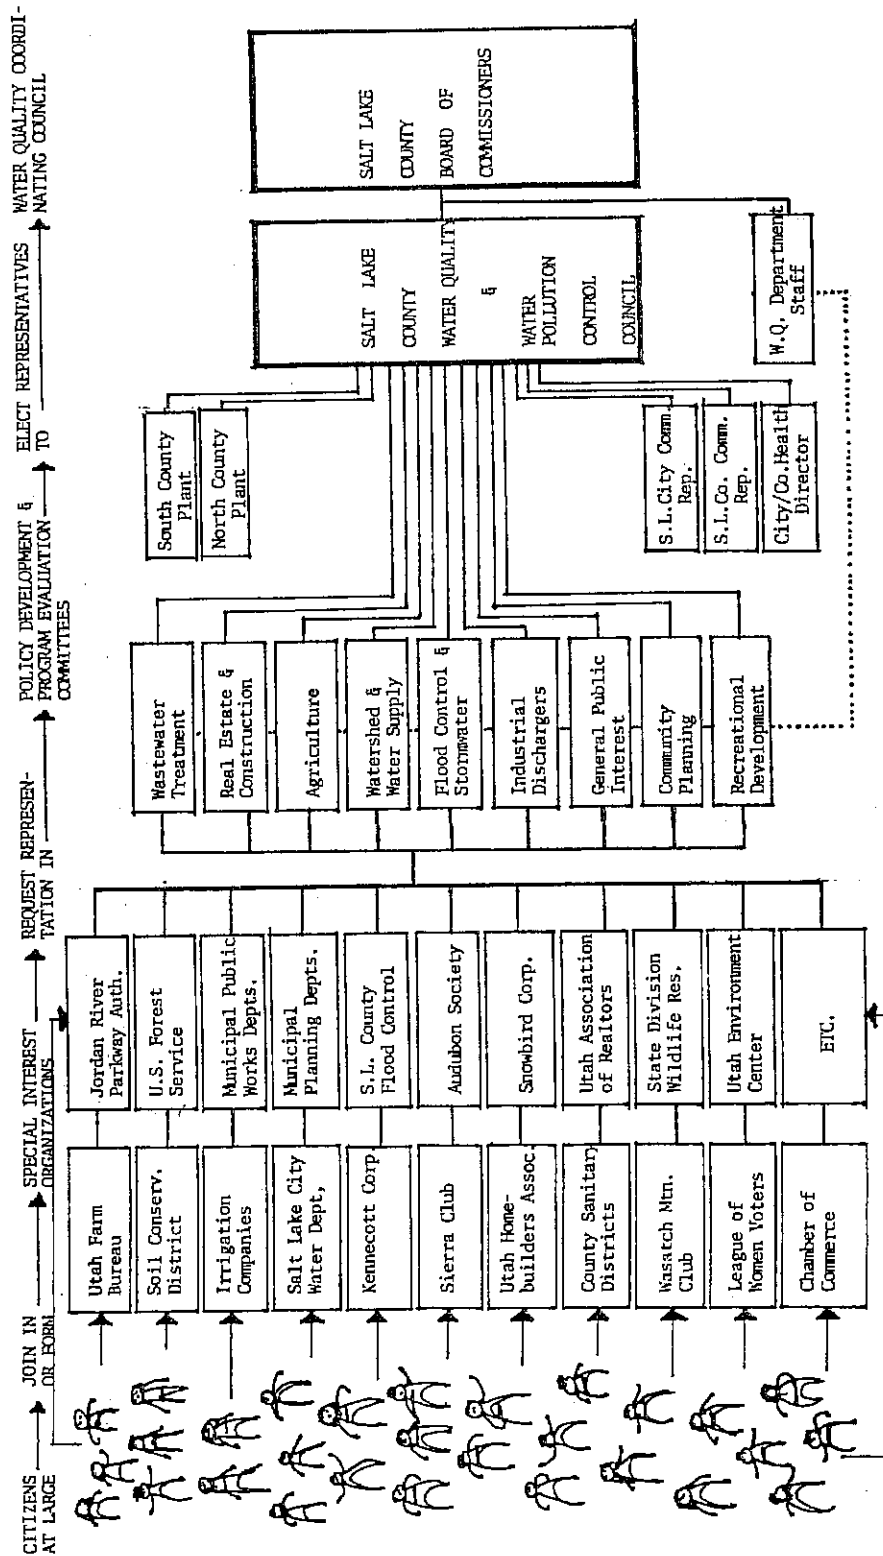 CITIZENS
AT LARGE
JOIN IN
OR FORM
SPECIAL INTEREST
ORGANIZATIONS
REQUEST REPRESEN-
TATION IN
POLICY DEVELOPMENT &
PROGRAM EVALUATION
COMMITTEES
ELECT REPRESENTATIVES
TO
WATER QUALITY COORDI-
NATING COUNCIL
Utah Farm
Bureau
Soil Conserv.
District
Irrigation
Companies
Salt Lake City
Water Dept,
Kennecott Corp.
Sierra Club
Utah Home-
builders Assoc.
County Sanitary
Districts
Wasatch Mtn.
Club
League of
Women Voters
Chamber of
Commerce
Jordan River
Parkway Auth.
U.S. Forest
Service
Municipal Public
Works Depts.
Municipal
Planning Depts.
S.L. County
Flood Control
Audubon Society
Snowbird Corp.
Utah Association
of Realtors
State Division
Wildlife Res.
Utah Environment
Center
ETC.
Wastewater
Treatment
Real Estate &
Construction
Agriculture
Watershed &
Water Supply
Flood Control &
Stormwater
Industrial
Dischargers
General Public
Interest
Community
Planning
Recreational
Development
South County
Plant
North County
Plant
S.L.City Comm.
Rep.
S.L.Co. Comm.
Rep.
City/Co.Health
Director
SALT LAKE
COUNTY
WATER QUALITY
&
WATER
POLLUTION
CONTROL
COUNCIL
W.Q. Department
Staff
SALT LAKE
COUNTY
BOARD OF
COMMISSIONERS